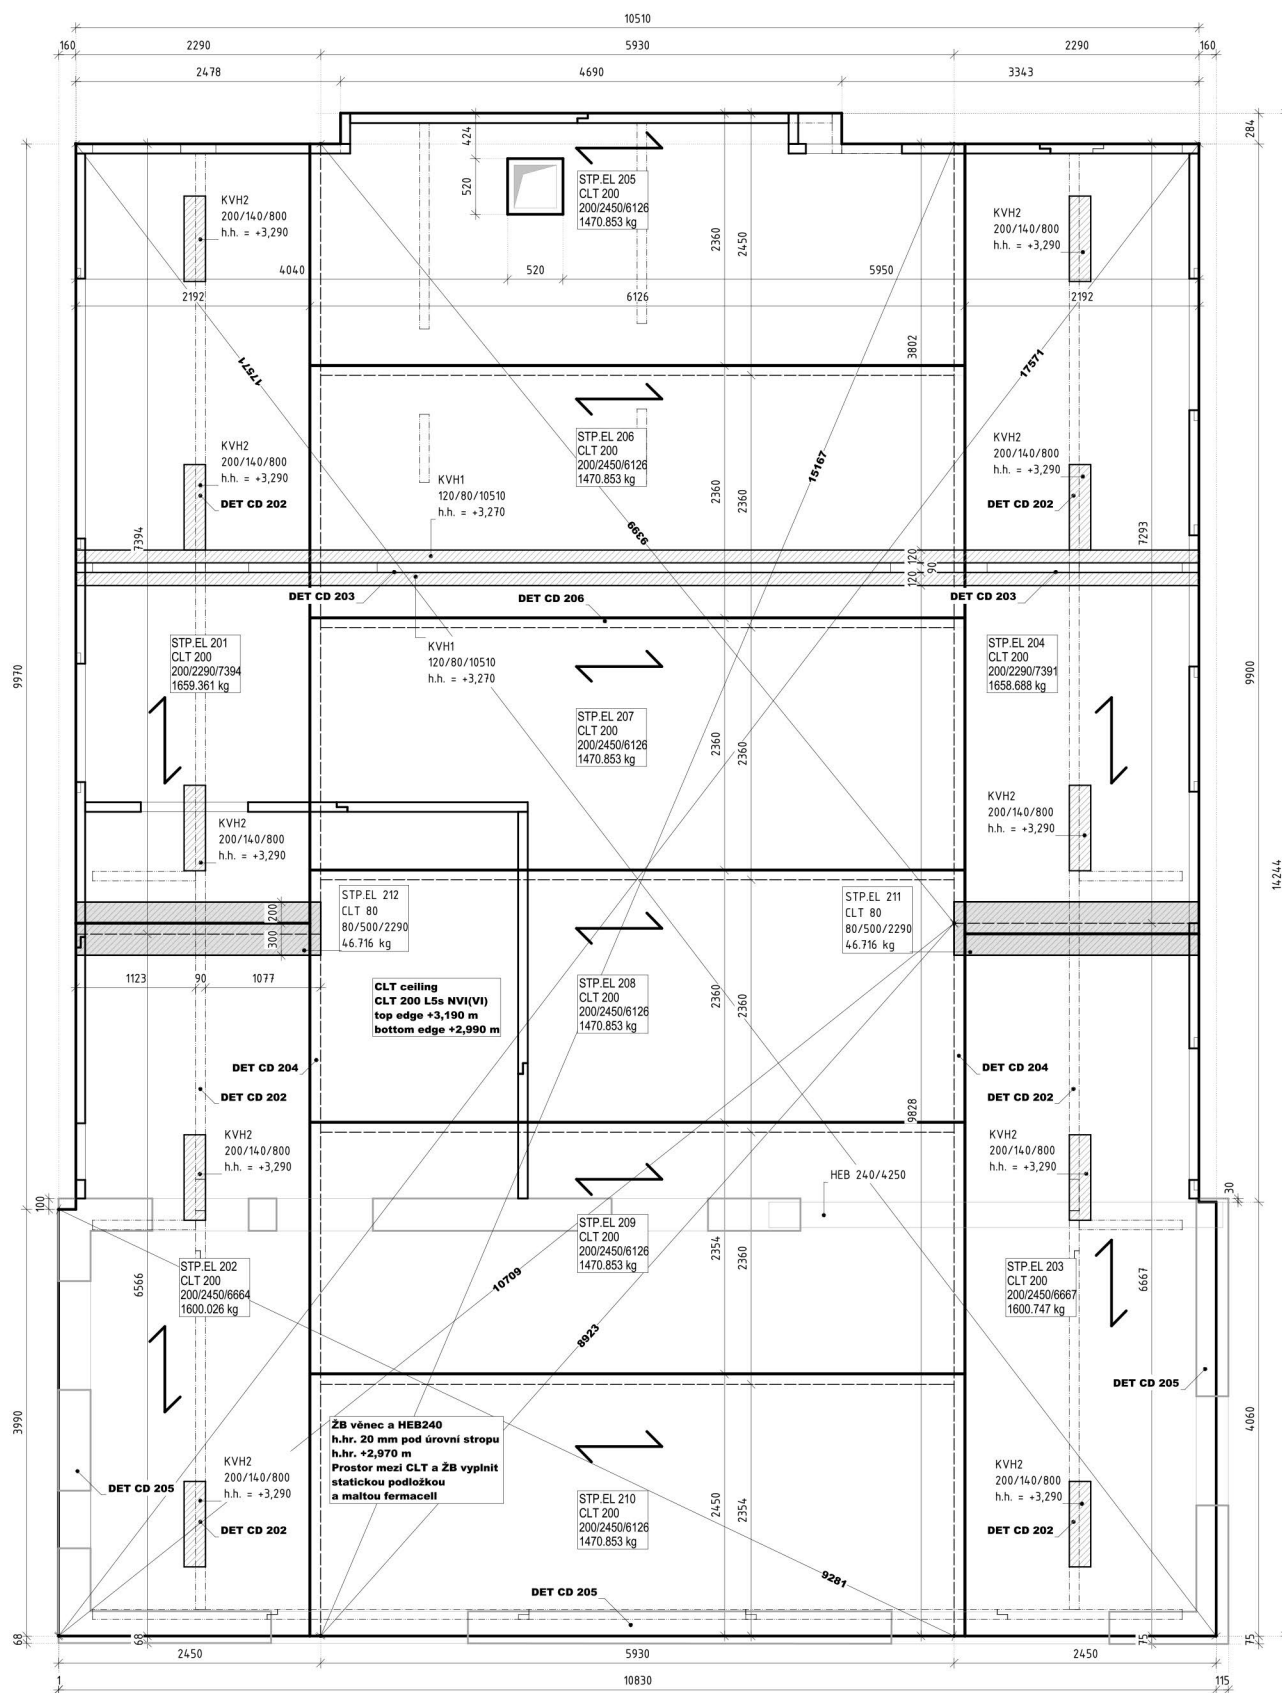 10510
160
2290
5930
2290
160
2478
4690
3343
284
424
520
STP.EL 205
CLT 200
200/2450/6126
1470.853 kg
KVH2
200/140/800
h.h. = +3,290
KVH2
200/140/800
h.h. = +3,290
2360
2450
4040
520
5950
2192
6126
2192
3802
17571
17571
STP.EL 206
CLT 200
200/2450/6126
1470.853 kg
KVH2
200/140/800
h.h. = +3,290
DET CD 202
KVH1
120/80/10510
h.h. = +3,270
15167
KVH2
200/140/800
h.h. = +3,290
DET CD 202
2360
2360
9399
7394
7293
120
90
120
DET CD 203
DET CD 206
DET CD 203
KVH1
120/80/10510
h.h. = +3,270
STP.EL 201
CLT 200
200/2290/7394
1659.361 kg
STP.EL 204
CLT 200
200/2290/7391
1658.688 kg
9970
9900
STP.EL 207
CLT 200
200/2450/6126
1470.853 kg
2360
2360
KVH2
200/140/800
h.h. = +3,290
KVH2
200/140/800
h.h. = +3,290
14244
200
300
STP.EL 212
CLT 80
80/500/2290
46.716 kg
STP.EL 211
CLT 80
80/500/2290
46.716 kg
1123
90
1077
CLT ceiling
CLT 200 L5s NVI(VI)
top edge +3,190 m
bottom edge +2,990 m
STP.EL 208
CLT 200
200/2450/6126
1470.853 kg
2360
2360
DET CD 204
DET CD 204
DET CD 202
DET CD 202
9828
KVH2
200/140/800
h.h. = +3,290
KVH2
200/140/800
h.h. = +3,290
HEB 240/4250
100
30
STP.EL 209
CLT 200
200/2450/6126
1470.853 kg
2354
2360
STP.EL 202
CLT 200
200/2450/6664
1600.026 kg
STP.EL 203
CLT 200
200/2450/6667
1600.747 kg
6566
6667
10709
8923
DET CD 205
3990
4060
ŽB věnec a HEB240
h.hr. 20 mm pod úrovní stropu
h.hr. +2,970 m
Prostor mezi CLT a ŽB vyplnit
statickou podložkou
a maltou fermacell
KVH2
200/140/800
h.h. = +3,290
KVH2
200/140/800
h.h. = +3,290
DET CD 205
DET CD 202
DET CD 202
STP.EL 210
CLT 200
200/2450/6126
1470.853 kg
2450
2354
9281
DET CD 205
68
68
75
75
2450
5930
2450
1
10830
115